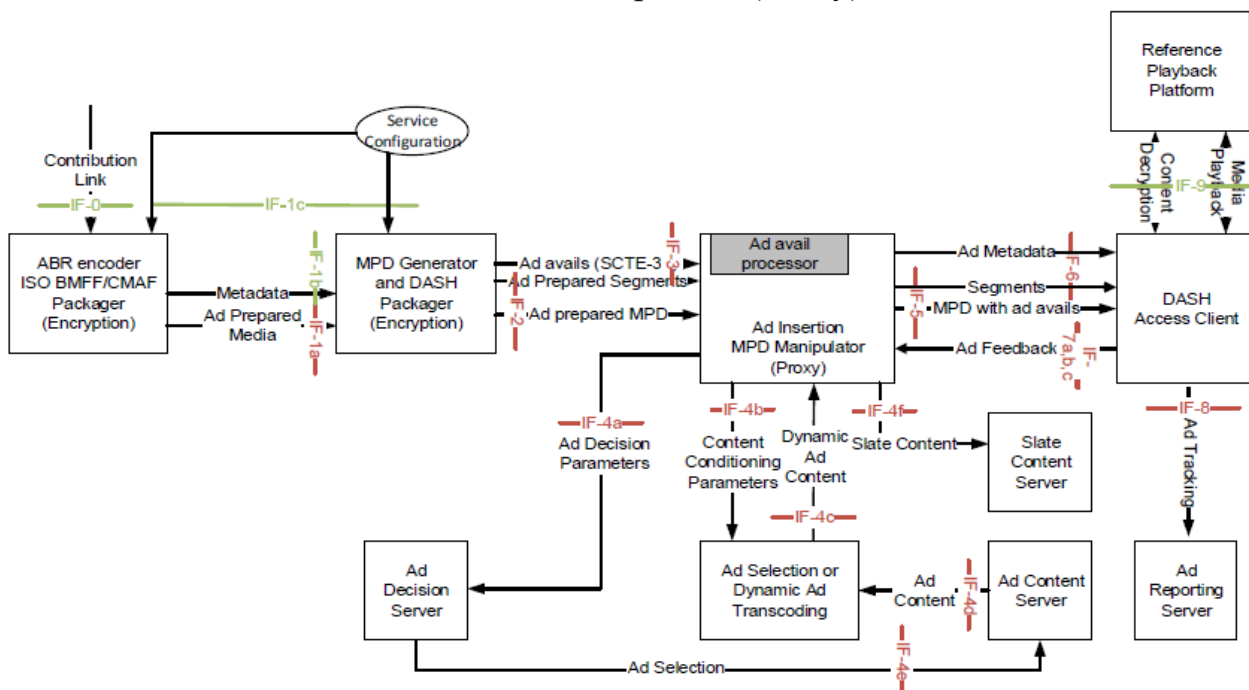 Reference
Playback
Platform
Service
Configuration
Contribution
Link
Content
Decryption
Media
Playback
IF-9
IF-0
IF-1c
ABR encoder
ISO BMFF/CMAF
Packager
(Encryption)
IF-1b
Metadata
Ad Prepared
Media
IF-1a
MPD Generator
and DASH
Packager
(Encryption)
IF-3
Ad avails (SCTE-3
Ad Prepared Segments
IF-2
Ad prepared MPD
Ad avail
processor
Ad Insertion
MPD Manipulator
(Proxy)
Ad Metadata
IF-6
Segments
IF-5
MPD with ad avails
Ad Feedback
IF-
7a,b,c
DASH
Access Client
IF-4a
Ad Decision
Parameters
IF-4b
Content
Conditioning
Parameters
Dynamic
Ad
Content
IF-4c
IF-4f
Slate Content
Slate
Content
Server
IF-8
Ad Tracking
Ad
Decision
Server
Ad Selection or
Dynamic Ad
Transcoding
Ad
Content
IF-4d
Ad Content
Server
Ad
Reporting
Server
Ad Selection
IF-4e